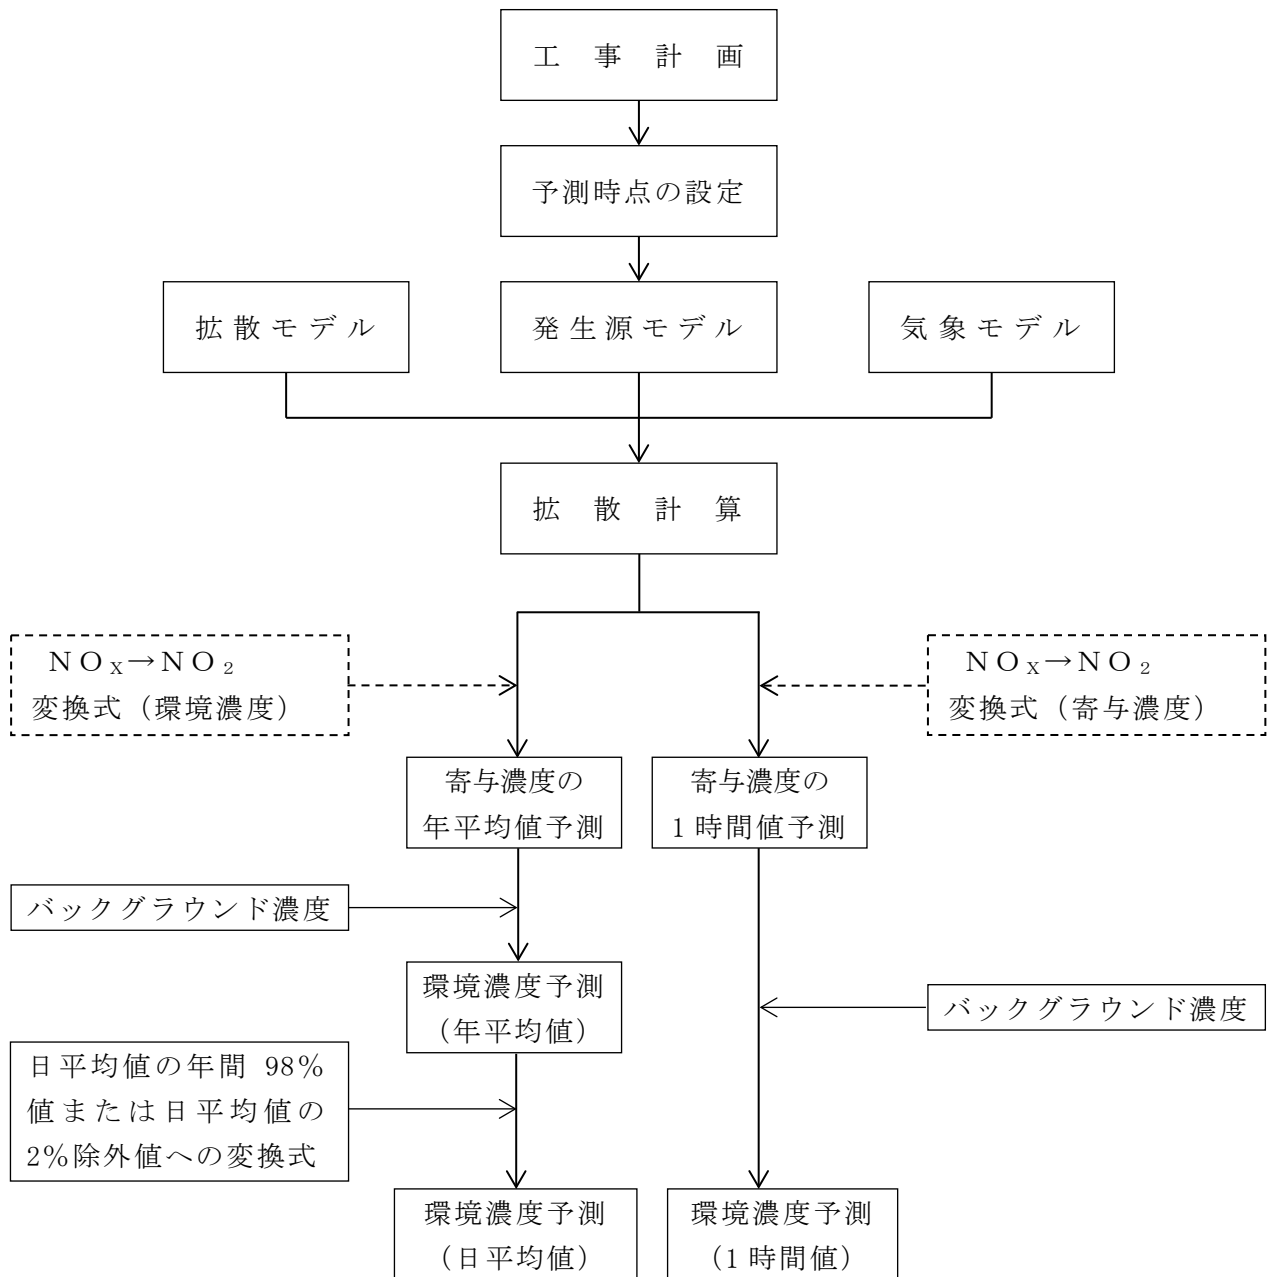 工事計画
予測時点の設定
拡散モデル
発生源モデル
気象モデル
拡散計算
ＮＯｘ→ＮＯ₂
変換式（環境濃度）
ＮＯｘ→ＮＯ₂
変換式（寄与濃度）
寄与濃度の
年平均値予測
寄与濃度の
1時間値予測
バックグラウンド濃度
環境濃度予測
（年平均値）
バックグラウンド濃度
日平均値の年間 98%
値または日平均値の
2%除外値への変換式
環境濃度予測
（日平均値）
環境濃度予測
（1時間値）